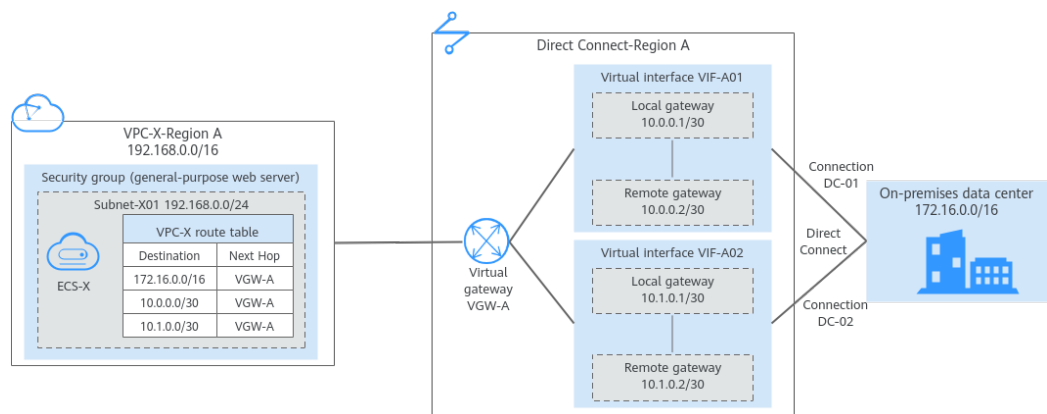 VPC-X-Region A
192.168.0.0/16
Security group (general-purpose web server)
Subnet-X01 192.168.0.0/24
ECS-X
VPC-X route table
Destination Next Hop
172.16.0.0/16 VGW-A
10.0.0.0/30 VGW-A
10.1.0.0/30 VGW-A
Direct Connect-Region A
Virtual
gateway
VGW-A
Virtual interface VIF-A01
Local gateway
10.0.0.1/30
Remote gateway
10.0.0.2/30
Virtual interface VIF-A02
Local gateway
10.1.0.1/30
Remote gateway
10.1.0.2/30
Connection
DC-01
Direct
Connect
Connection
DC-02
On-premises data center
172.16.0.0/16